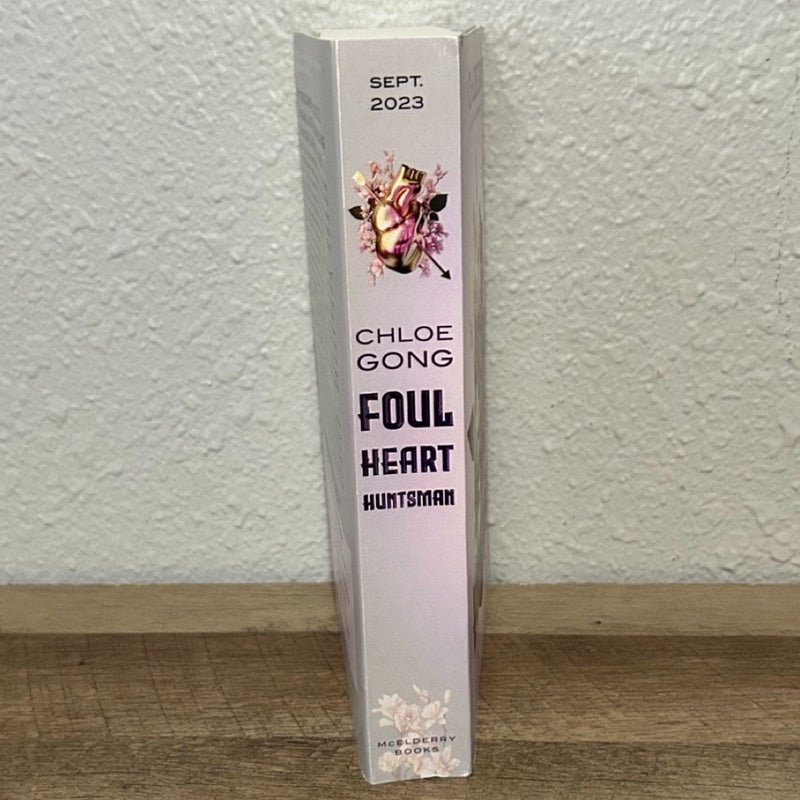 SEPT.
2023
CHLOE
GONG
FOUL
HEART
HUNTSMAN
McELDERRY
BOOKS